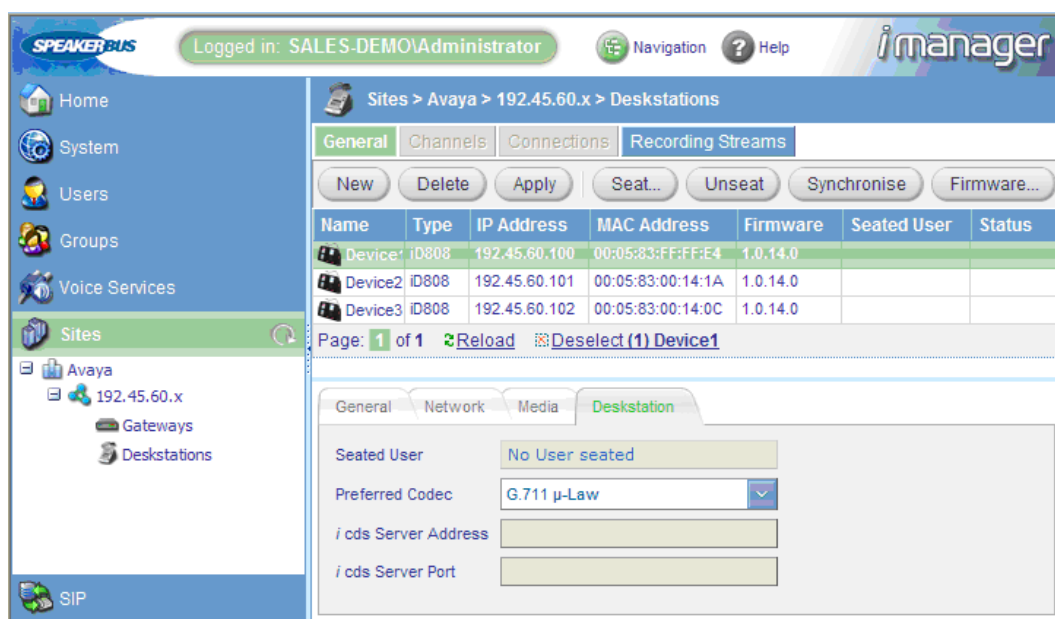 SPEAKERBUS
Logged in: SALES-DEMO\Administrator
Navigation
Help
i manager
Home
System
Users
Groups
Voice Services
Sites
Avaya
192.45.60.x
Gateways
Deskstations
SIP
Sites > Avaya > 192.45.60.x > Deskstations
General Channels Connections Recording Streams
New Delete Apply Seat... Unseat Synchronise Firmware...
Name Type IP Address MAC Address Firmware Seated User Status
Device1 iD808 192.45.60.100 00:05:83:FF:FF:E4 1.0.14.0
Device2 iD808 192.45.60.101 00:05:83:00:14:1A 1.0.14.0
Device3 iD808 192.45.60.102 00:05:83:00:14:0C 1.0.14.0
Page: 1 of 1 Reload Deselect (1) Device1
General Network Media Deskstation
Seated User No User seated
Preferred Codec G.711 µ-Law
i cds Server Address
i cds Server Port